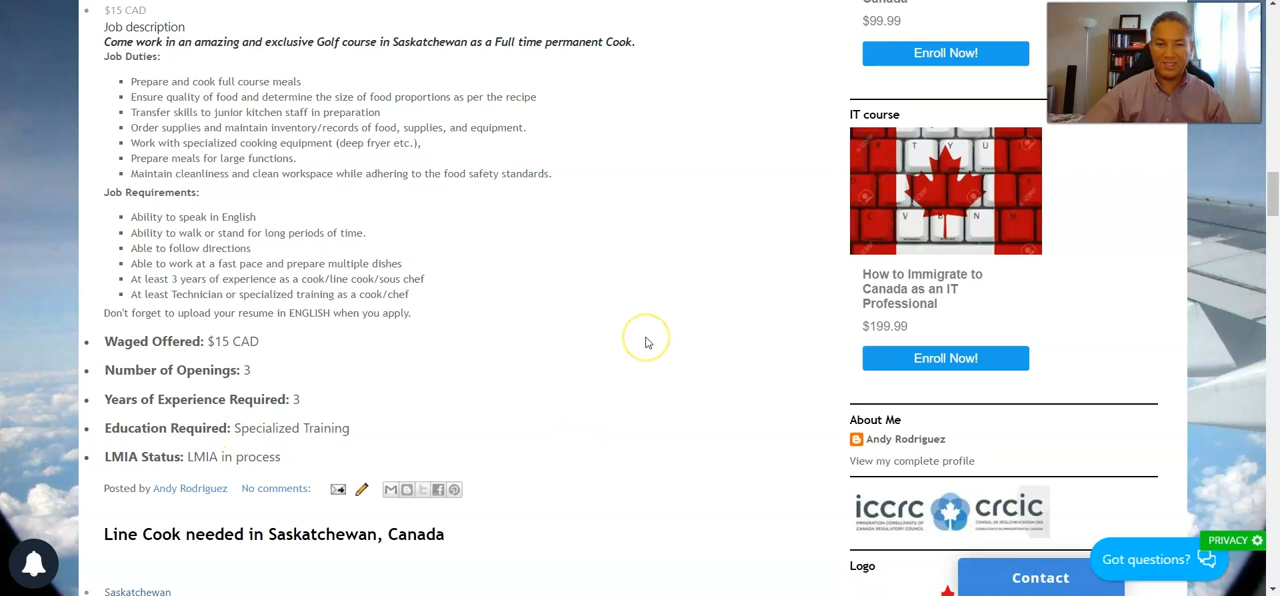 $15 CAD
Job description
Come work in an amazing and exclusive Golf course in Saskatchewan as a Full time permanent Cook.
Job Duties:
Prepare and cook full course meals
Ensure quality of food and determine the size of food proportions as per the recipe
Transfer skills to junior kitchen staff in preparation
Order supplies and maintain inventory/records of food, supplies, and equipment.
Work with specialized cooking equipment (deep fryer etc.),
Prepare meals for large functions.
Maintain cleanliness and clean workspace while adhering to the food safety standards.
Job Requirements:
Ability to speak in English
Ability to walk or stand for long periods of time.
Able to follow directions
Able to work at a fast pace and prepare multiple dishes
At least 3 years of experience as a cook/line cook/sous chef
At least Technician or specialized training as a cook/chef
Don't forget to upload your resume in ENGLISH when you apply.
Waged Offered: $15 CAD
Number of Openings: 3
Years of Experience Required: 3
Education Required: Specialized Training
LMIA Status: LMIA in process
Posted by Andy Rodriguez No comments:
Line Cook needed in Saskatchewan, Canada
Saskatchewan
Canada
$99.99
Enroll Now!
IT course
T Y U
C V B N M
How to Immigrate to
Canada as an IT
Professional
$199.99
Enroll Now!
About Me
Andy Rodriguez
View my complete profile
iccrc crcic
IMMIGRATION CONSULTANTS OF CANADA REGULATORY COUNCIL
Logo
PRIVACY
Got questions?
Contact